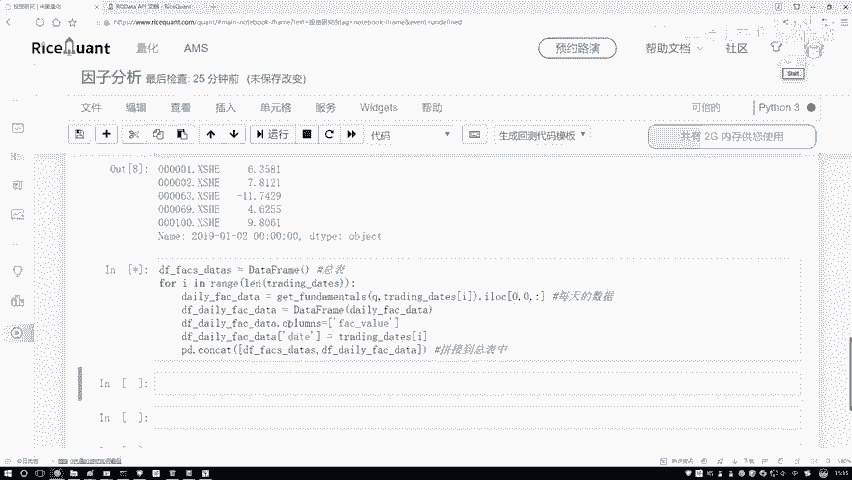 RiceQuant 量化 AMS 预约路演 帮助文档 社区
因子分析 最后检查: 25 分钟前 (未保存改变)
Start
文件 编辑 查看 插入 单元格 服务 Widgets 帮助 可信的 Python 3
运行 代码 生成回测代码模板 共有 2G 内存供您使用
Out[8]: 000001.XSHE 6.3581
000002.XSHE 7.8121
000063.XSHE -11.7429
000069.XSHE 4.6255
000100.XSHE 9.8061
Name: 2019-01-02 00:00:00, dtype: object
In [*]: df_facs_datas = DataFrame() #总表
for i in range(len(trading_dates)):
daily_fac_data = get_fundamentals(q,trading_dates[i]).iloc[0,0,:] #每天的数据
df_daily_fac_data = DataFrame(daily_fac_data)
df_daily_fac_data.columns=['fac_value']
df_daily_fac_data['date'] = trading_dates[i]
pd.concat([df_facs_datas,df_daily_fac_data]) #拼接到总表中
In [ ]:
In [ ]:
15:15